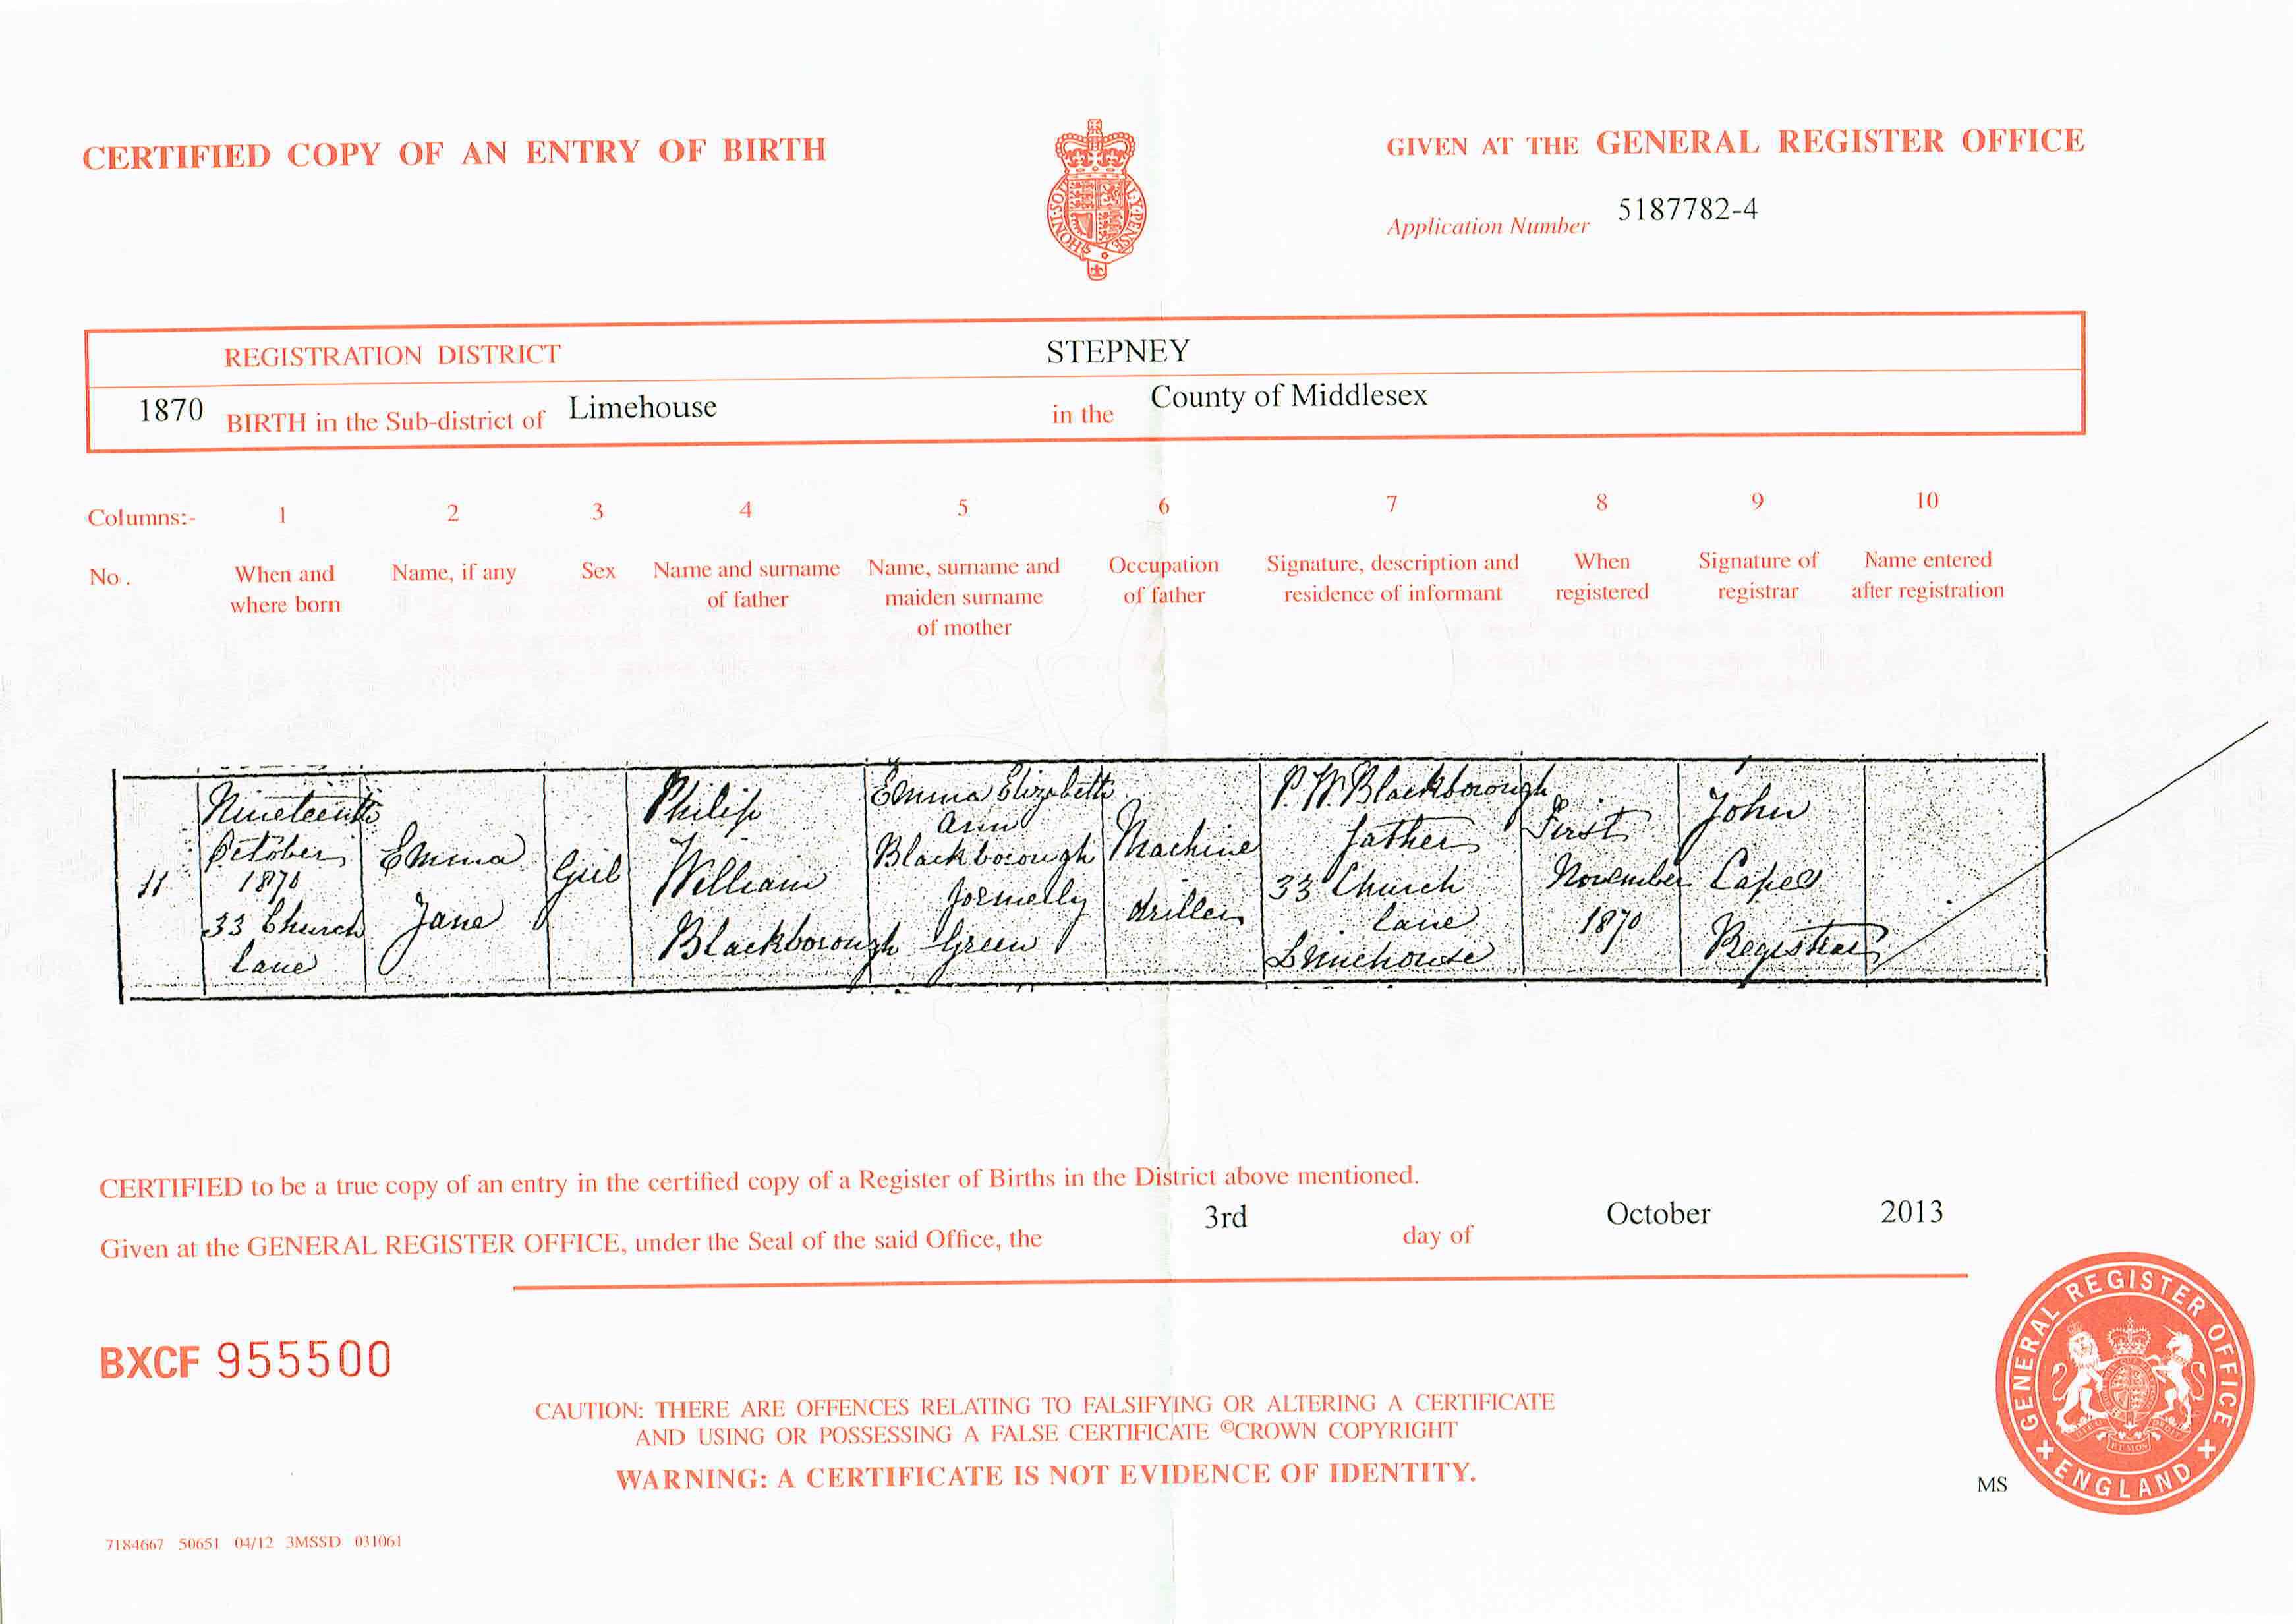 CERTIFIED COPY OF AN ENTRY OF BIRTH
GIVEN AT THE GENERAL REGISTER OFFICE
HONI·SOIT
AL·Y·PENSE
Application Number 5187782-4
REGISTRATION DISTRICT STEPNEY
1870 BIRTH in the Sub-district of Limehouse in the County of Middlesex
Columns:- 1 2 3 4 5 6 7 8 9 10
No. When and where born
Name, if any
Sex
Name and surname of father
Name, surname and maiden surname of mother
Occupation of father
Signature, description and residence of informant
When registered
Signature of registrar
Name entered after registration
11
Nineteenth
October
1870
33 Church
Lane
Emma
Jane
Girl
Philip
William
Blackborough
Emma Elizabeth
Ann
Blackborough
formerly
Green
Machine
driller
P. W. Blackborough
father
33 Church
Lane
Limehouse
First
November
1870
John
Capel
Registrar
CERTIFIED to be a true copy of an entry in the certified copy of a Register of Births in the District above mentioned.
Given at the GENERAL REGISTER OFFICE, under the Seal of the said Office, the 3rd day of October 2013
BXCF 955500
CAUTION: THERE ARE OFFENCES RELATING TO FALSIFYING OR ALTERING A CERTIFICATE
AND USING OR POSSESSING A FALSE CERTIFICATE ©CROWN COPYRIGHT
WARNING: A CERTIFICATE IS NOT EVIDENCE OF IDENTITY.
MS
GENERAL REGISTER OFFICE
ENGLAND
7184667 50651 04/12 3MSSD 031061